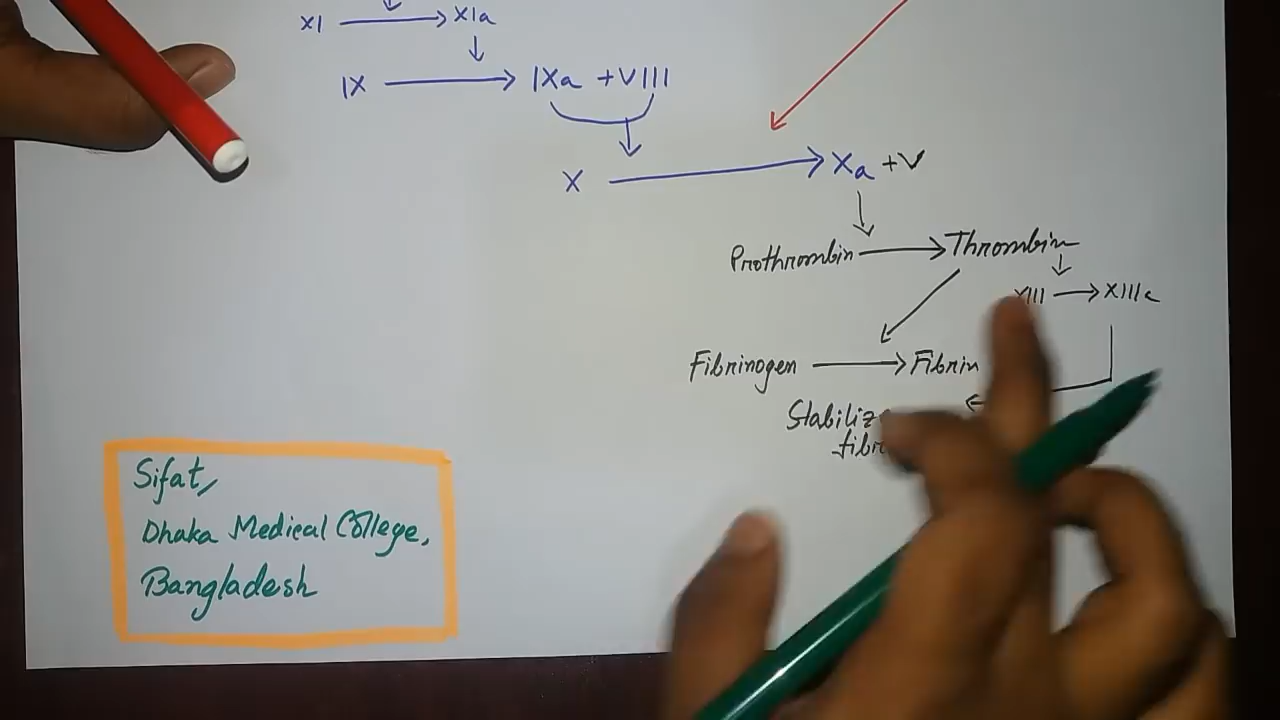 XI → XIa
IX → IXa + VIII
X → Xa + V
Prothrombin → Thrombin
XIII → XIIIa
Fibrinogen → Fibrin
Sifat,
Dhaka Medical College,
Bangladesh